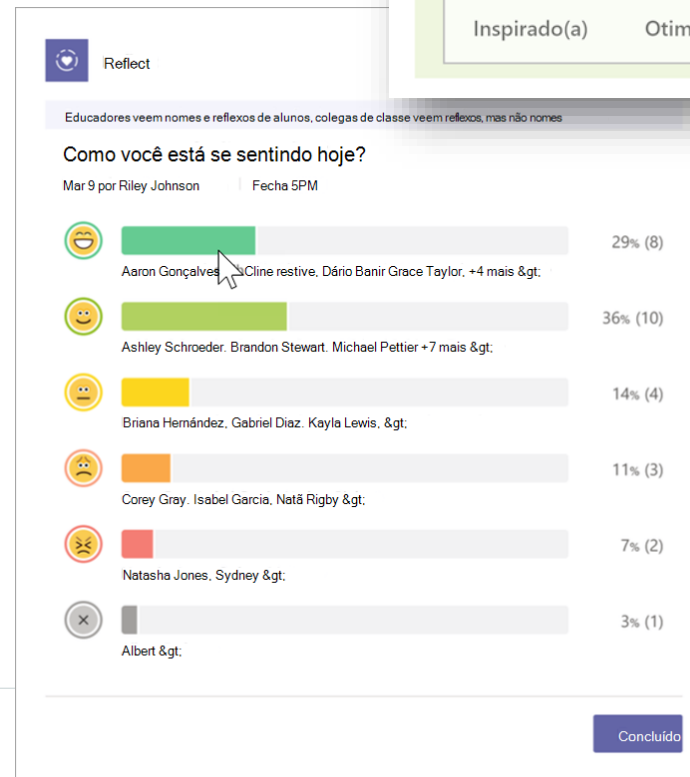 Inspirado(a) Otim
Reflect
Educadores veem nomes e reflexos de alunos, colegas de classe veem reflexos, mas não nomes
Como você está se sentindo hoje?
Mar 9 por Riley Johnson Fecha 5PM
29% (8)
Aaron Gonçalves Cline restive, Dário Banir Grace Taylor, +4 mais &gt;
36% (10)
Ashley Schroeder. Brandon Stewart. Michael Pettier +7 mais &gt;
14% (4)
Briana Hernández, Gabriel Diaz. Kayla Lewis, &gt;
11% (3)
Corey Gray. Isabel Garcia, Natã Rigby &gt;
7% (2)
Natasha Jones, Sydney &gt;
3% (1)
Albert &gt;
Concluído